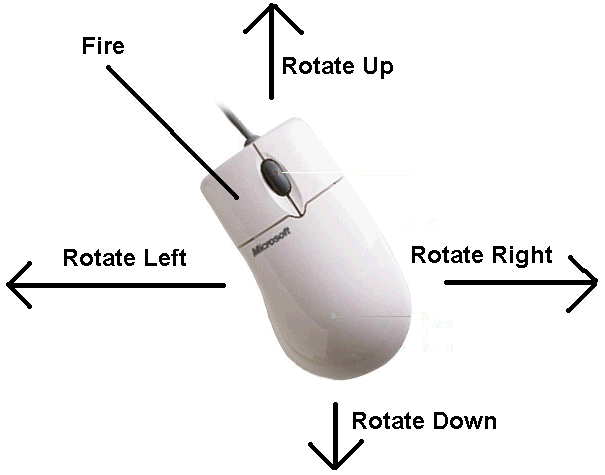 Fire
Rotate Up
Microsoft
Rotate Left
Rotate Right
Rotate Down